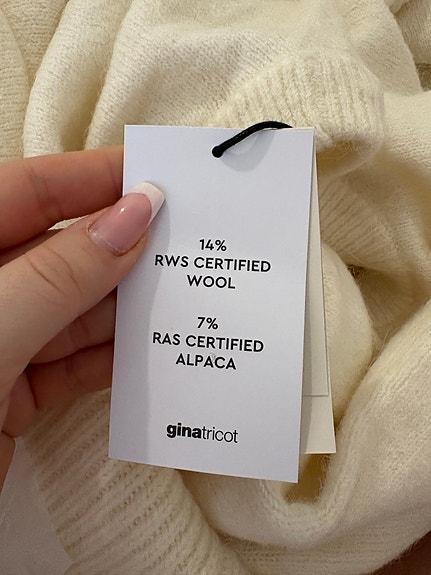 14%
RWS CERTIFIED
WOOL
7%
RAS CERTIFIED
ALPACA
ginatricot